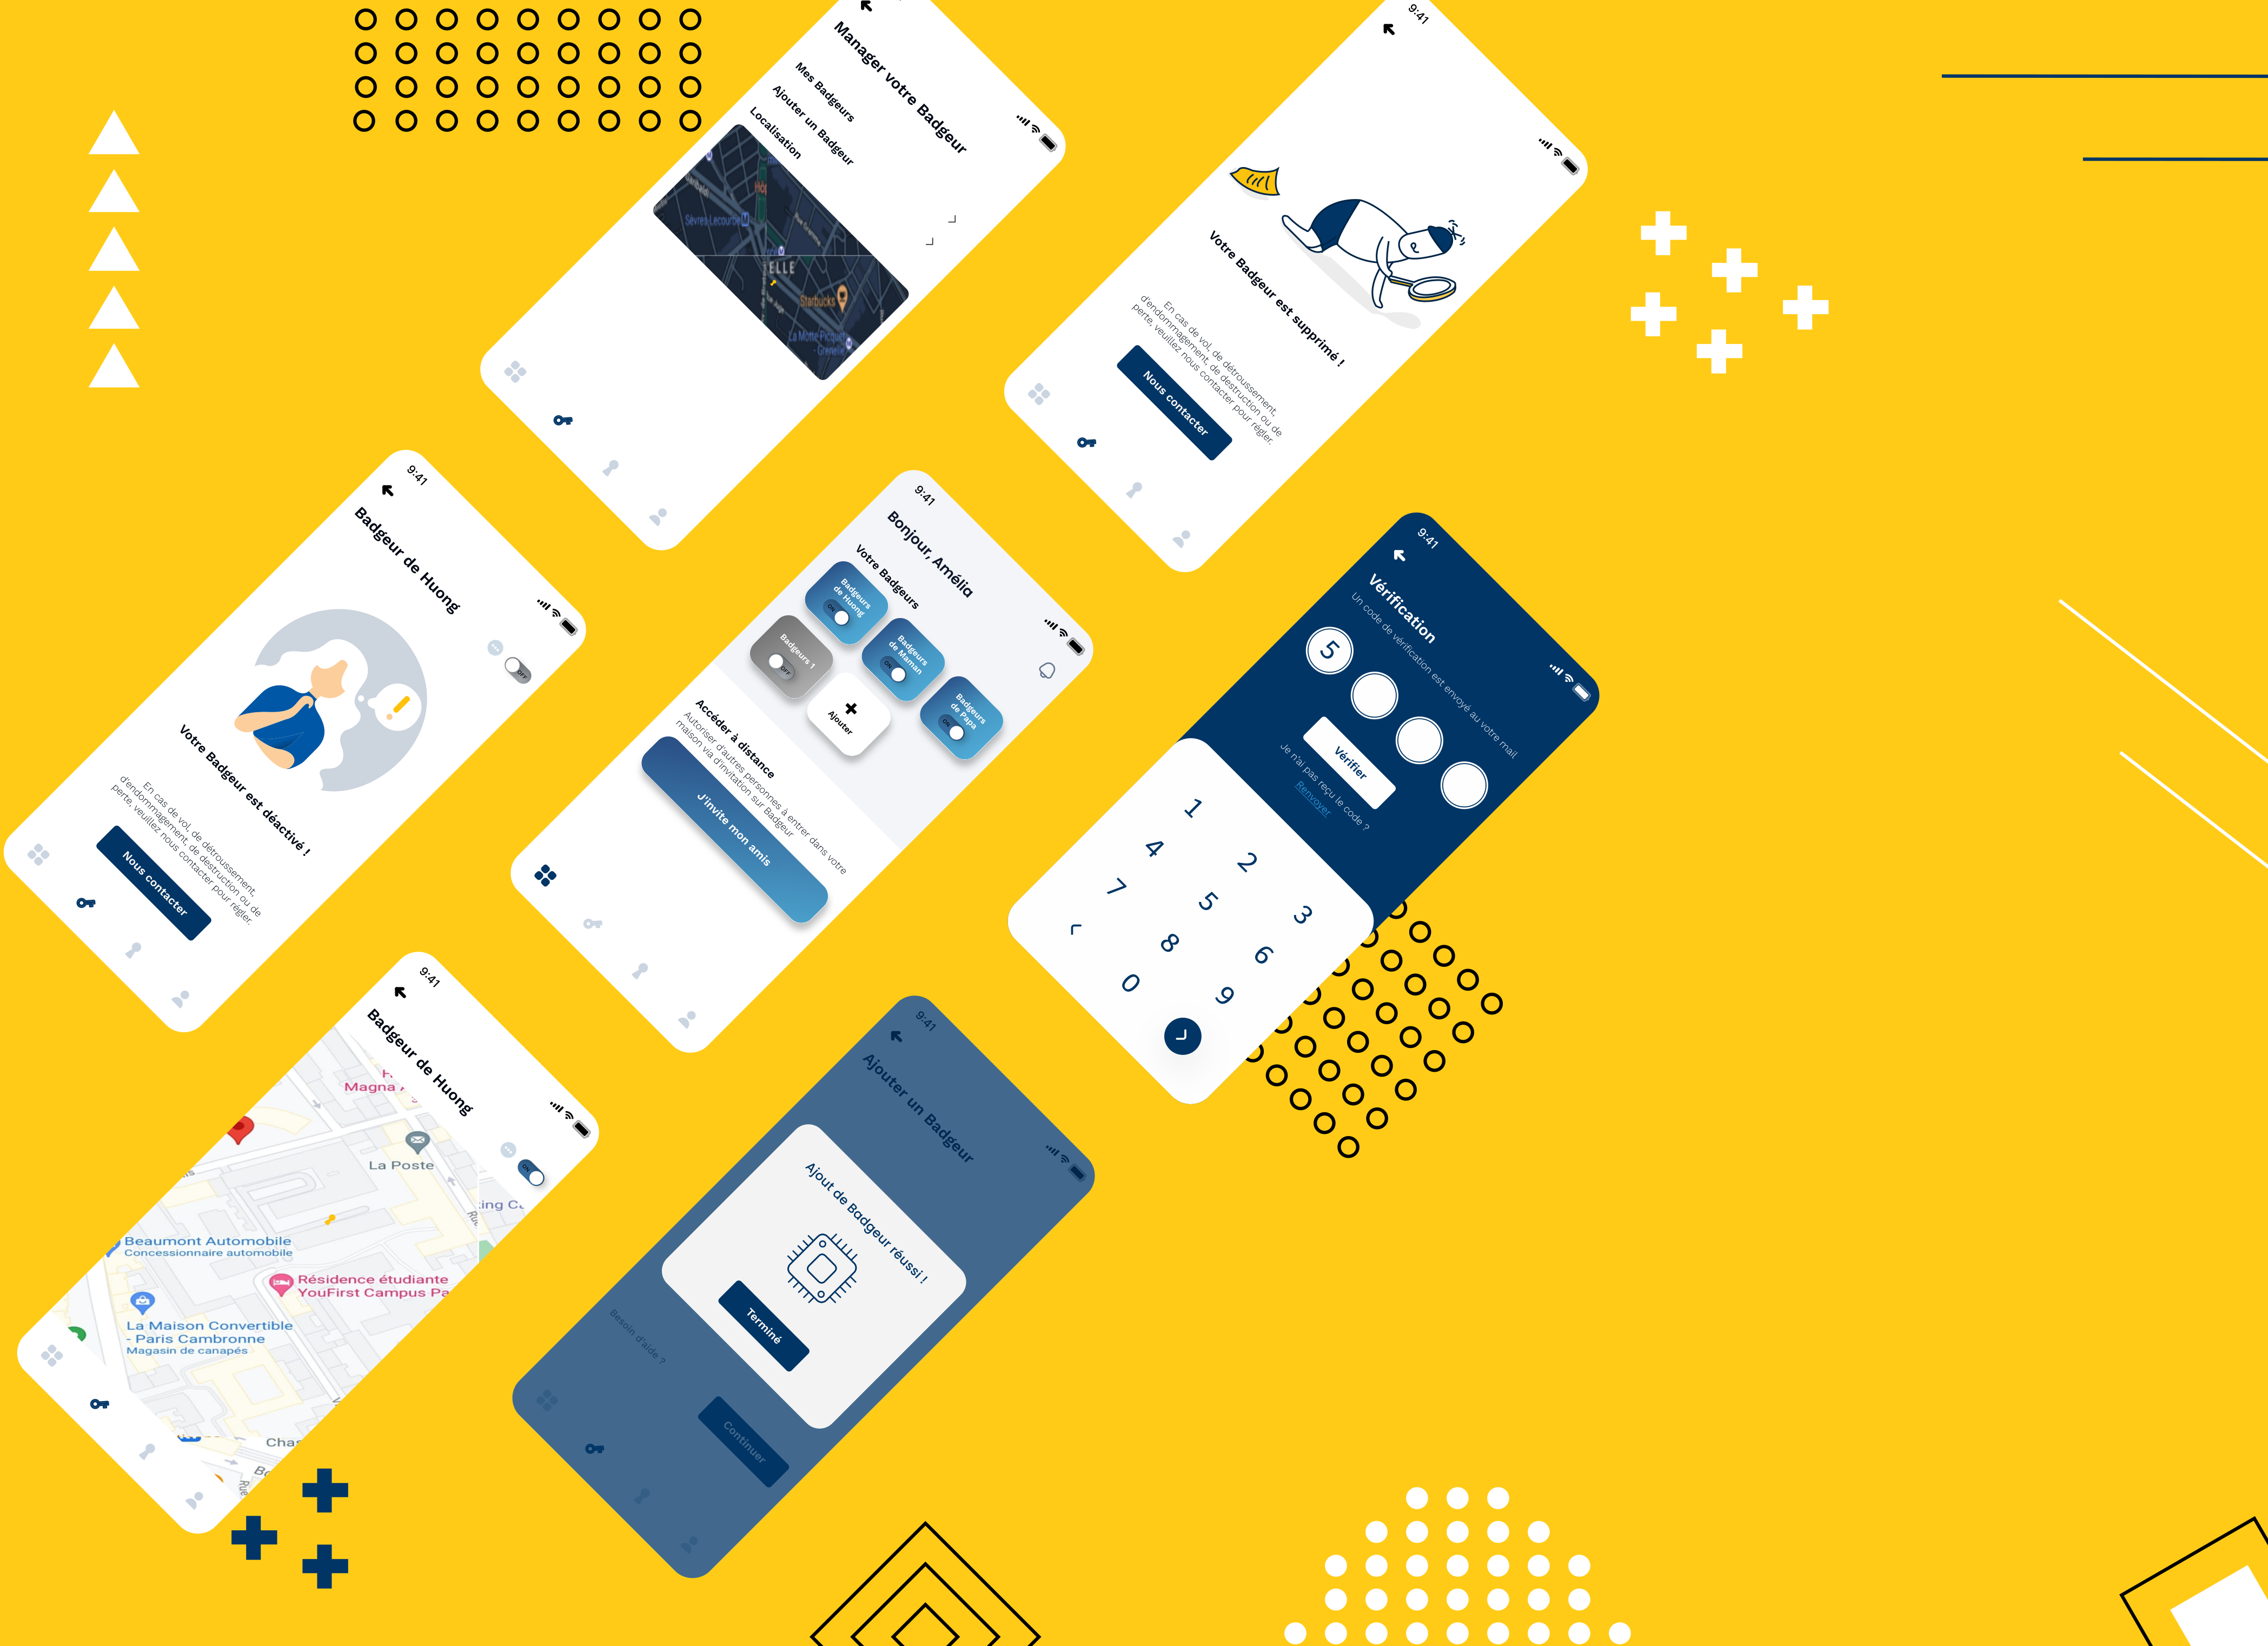 Manager votre Badgeur
Mes Badgeurs
Ajouter un Badgeur
Localisation
Garibaldi
Sèvres-Lecourbe
ELLE
Starbucks
La Motte-Picquet
- Grenelle
9:41
Votre Badgeur est supprimé !
En cas de vol, de détroussement,
d'endommagement, de destruction ou de
perte, veuillez nous contacter pour régler.
Nous contacter
9:41
Badgeur de Huong
OFF
Votre Badgeur est déactivé !
En cas de vol, de détroussement,
d'endommagement, de destruction ou de
perte, veuillez nous contacter pour régler.
Nous contacter
9:41
Bonjour, Amélia
Votre Badgeurs
Badgeurs
de Huong
ON
Badgeurs
de Maman
ON
Badgeurs
de Papa
ON
Badgeurs 1
OFF
Ajouter
Accéder à distance
Autoriser d'autres personnes à entrer dans votre
maison via d'invitation sur Badgeur
J'invite mon amis
9:41
Vérification
Un code de vérification est envoyé au votre mail
5
Vérifier
Je n'ai pas reçu le code ?
Renvoyer
1 2 3
4 5 6
7 8 9
0
9:41
Badgeur de Huong
ON
Magna
La Poste
Beaumont Automobile
Concessionnaire automobile
Résidence étudiante
YouFirst Campus Pa
La Maison Convertible
- Paris Cambronne
Magasin de canapés
Rue
9:41
Ajouter un Badgeur
Ajout de Badgeur réussi !
Terminé
Besoin d'aide ?
Continuer